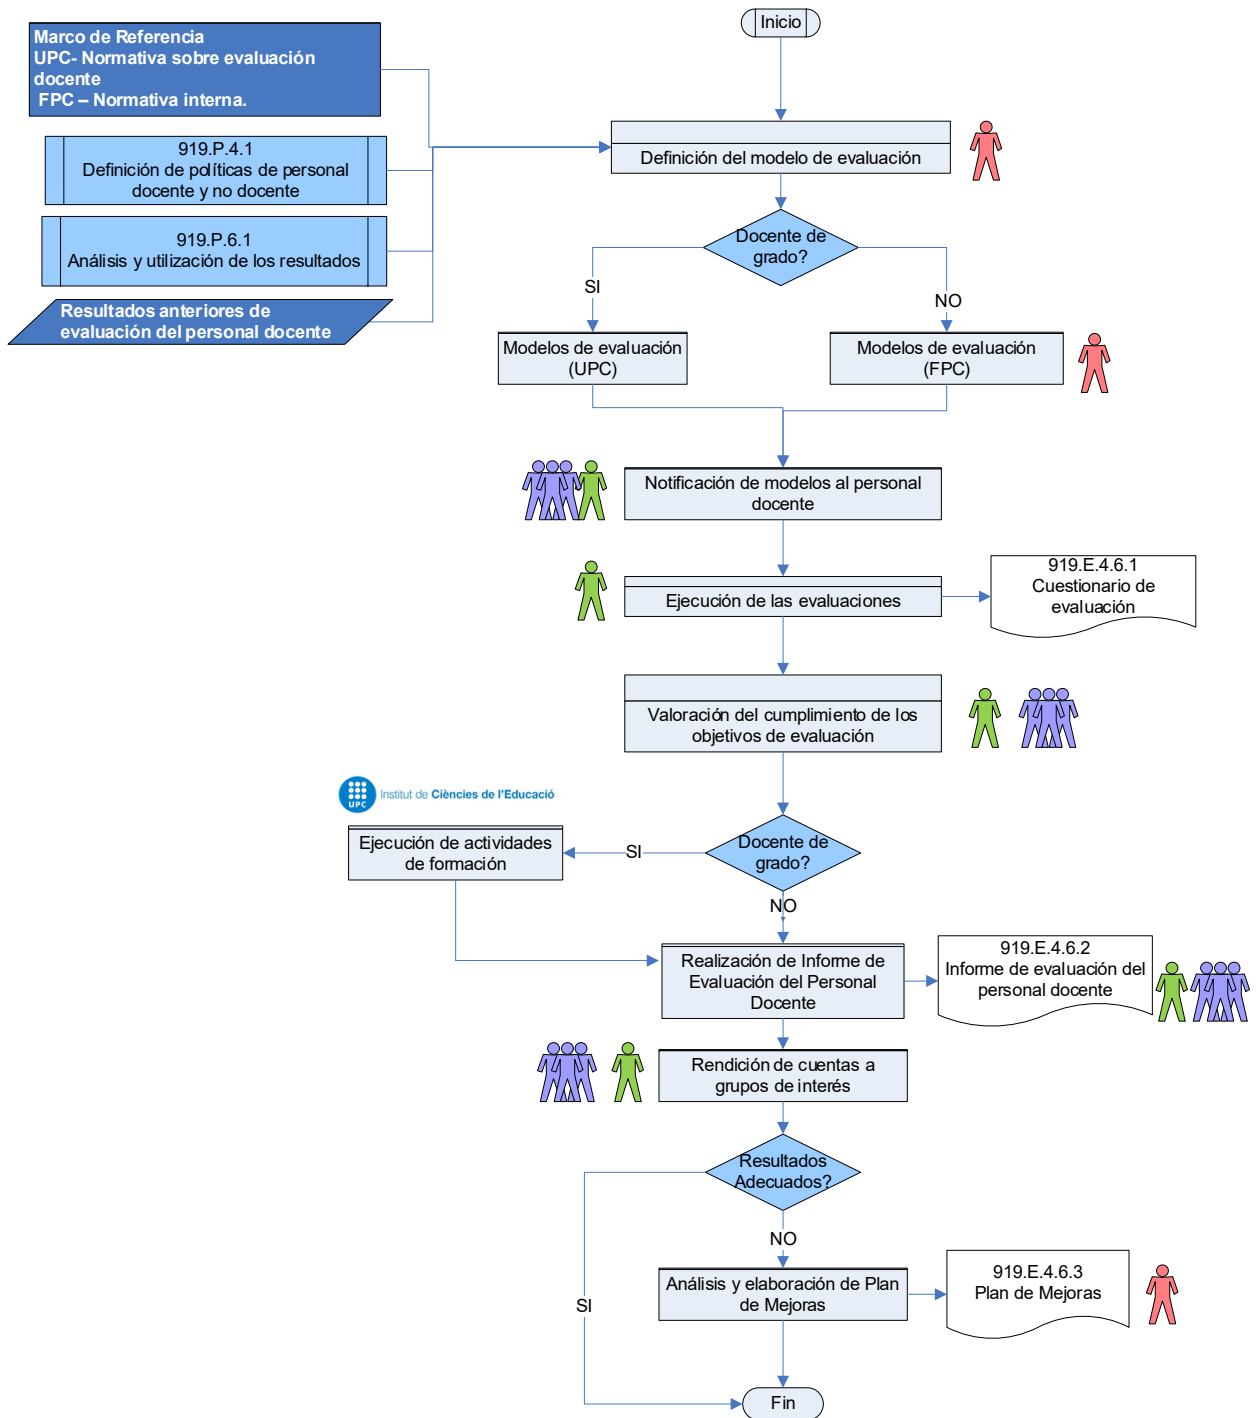 Inicio
Marco de Referencia
UPC- Normativa sobre evaluación
docente
FPC – Normativa interna.
919.P.4.1
Definición de políticas de personal
docente y no docente
919.P.6.1
Análisis y utilización de los resultados
Resultados anteriores de
evaluación del personal docente
Definición del modelo de evaluación
Docente de
grado?
SI
NO
Modelos de evaluación
(UPC)
Modelos de evaluación
(FPC)
Notificación de modelos al personal
docente
Ejecución de las evaluaciones
919.E.4.6.1
Cuestionario de
evaluación
Valoración del cumplimiento de los
objetivos de evaluación
UPC
Institut de Ciències de l'Educació
Ejecución de actividades
de formación
SI
Docente de
grado?
NO
Realización de Informe de
Evaluación del Personal
Docente
919.E.4.6.2
Informe de evaluación del
personal docente
Rendición de cuentas a
grupos de interés
Resultados
Adecuados?
NO
SI
Análisis y elaboración de Plan
de Mejoras
919.E.4.6.3
Plan de Mejoras
Fin